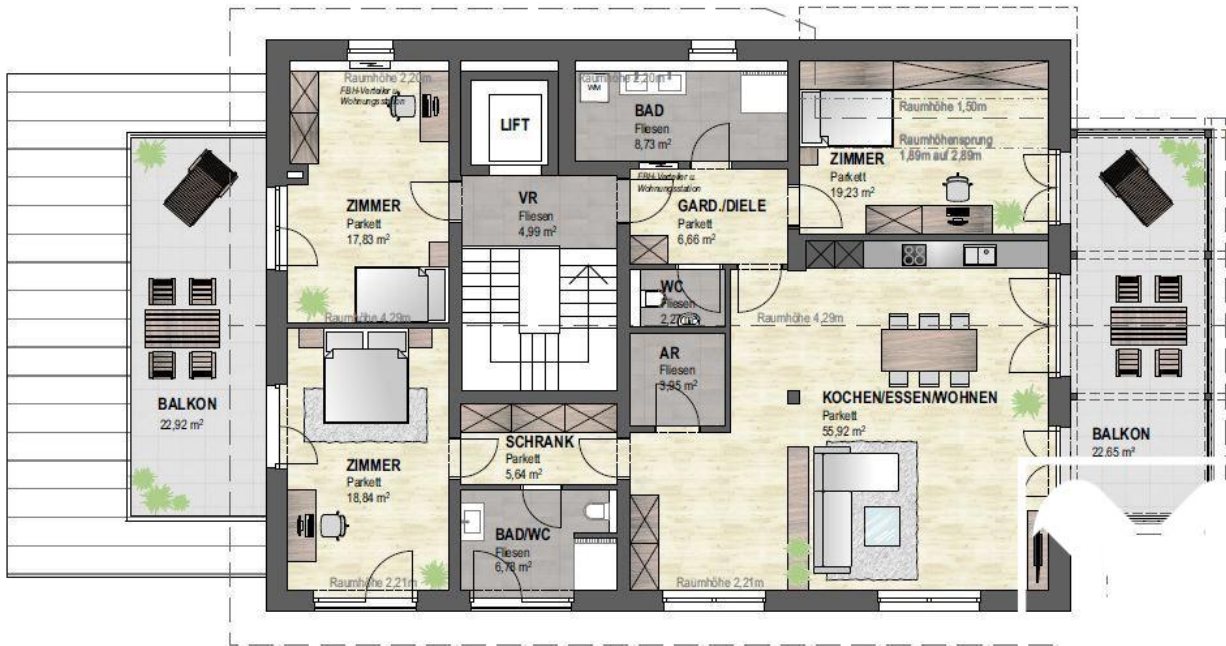 Raumhöhe 2,20m
FBH-Verteiler u.
Wohnungsstation
LIFT
Raumhöhe 2,20m
WM
BAD
Fliesen
8,73 m²
Raumhöhe 1,50m
Raumhöhensprung
1,89m auf 2,89m
ZIMMER
Parkett
19,23 m²
FBH-Verteiler u.
Wohnungsstation
ZIMMER
Parkett
17,83 m²
VR
Fliesen
4,99 m²
GARD./DIELE
Parkett
6,66 m²
WC
Fliesen
Raumhöhe 4,29m
Raumhöhe 4,29m
AR
Fliesen
3,95 m²
BALKON
22,92 m²
KOCHEN/ESSEN/WOHNEN
Parkett
55,92 m²
BALKON
22,65 m²
ZIMMER
Parkett
18,84 m²
SCHRANK
Parkett
5,64 m²
BAD/WC
Fliesen
6,78 m²
Raumhöhe 2,21m
Raumhöhe 2,21m